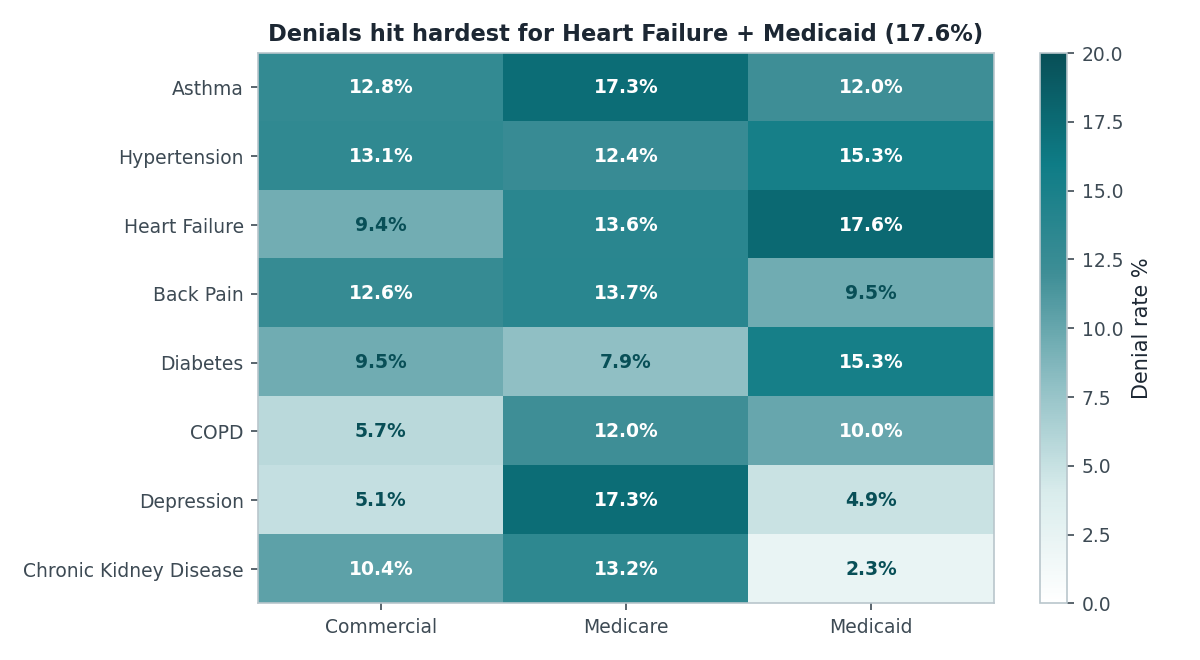 Denials hit hardest for Heart Failure + Medicaid (17.6%)
Asthma 12.8% 17.3% 12.0%
Hypertension 13.1% 12.4% 15.3%
Heart Failure 9.4% 13.6% 17.6%
Back Pain 12.6% 13.7% 9.5%
Diabetes 9.5% 7.9% 15.3%
COPD 5.7% 12.0% 10.0%
Depression 5.1% 17.3% 4.9%
Chronic Kidney Disease 10.4% 13.2% 2.3%
Commercial Medicare Medicaid
20.0
17.5
15.0
12.5
10.0
7.5
5.0
2.5
0.0
Denial rate %